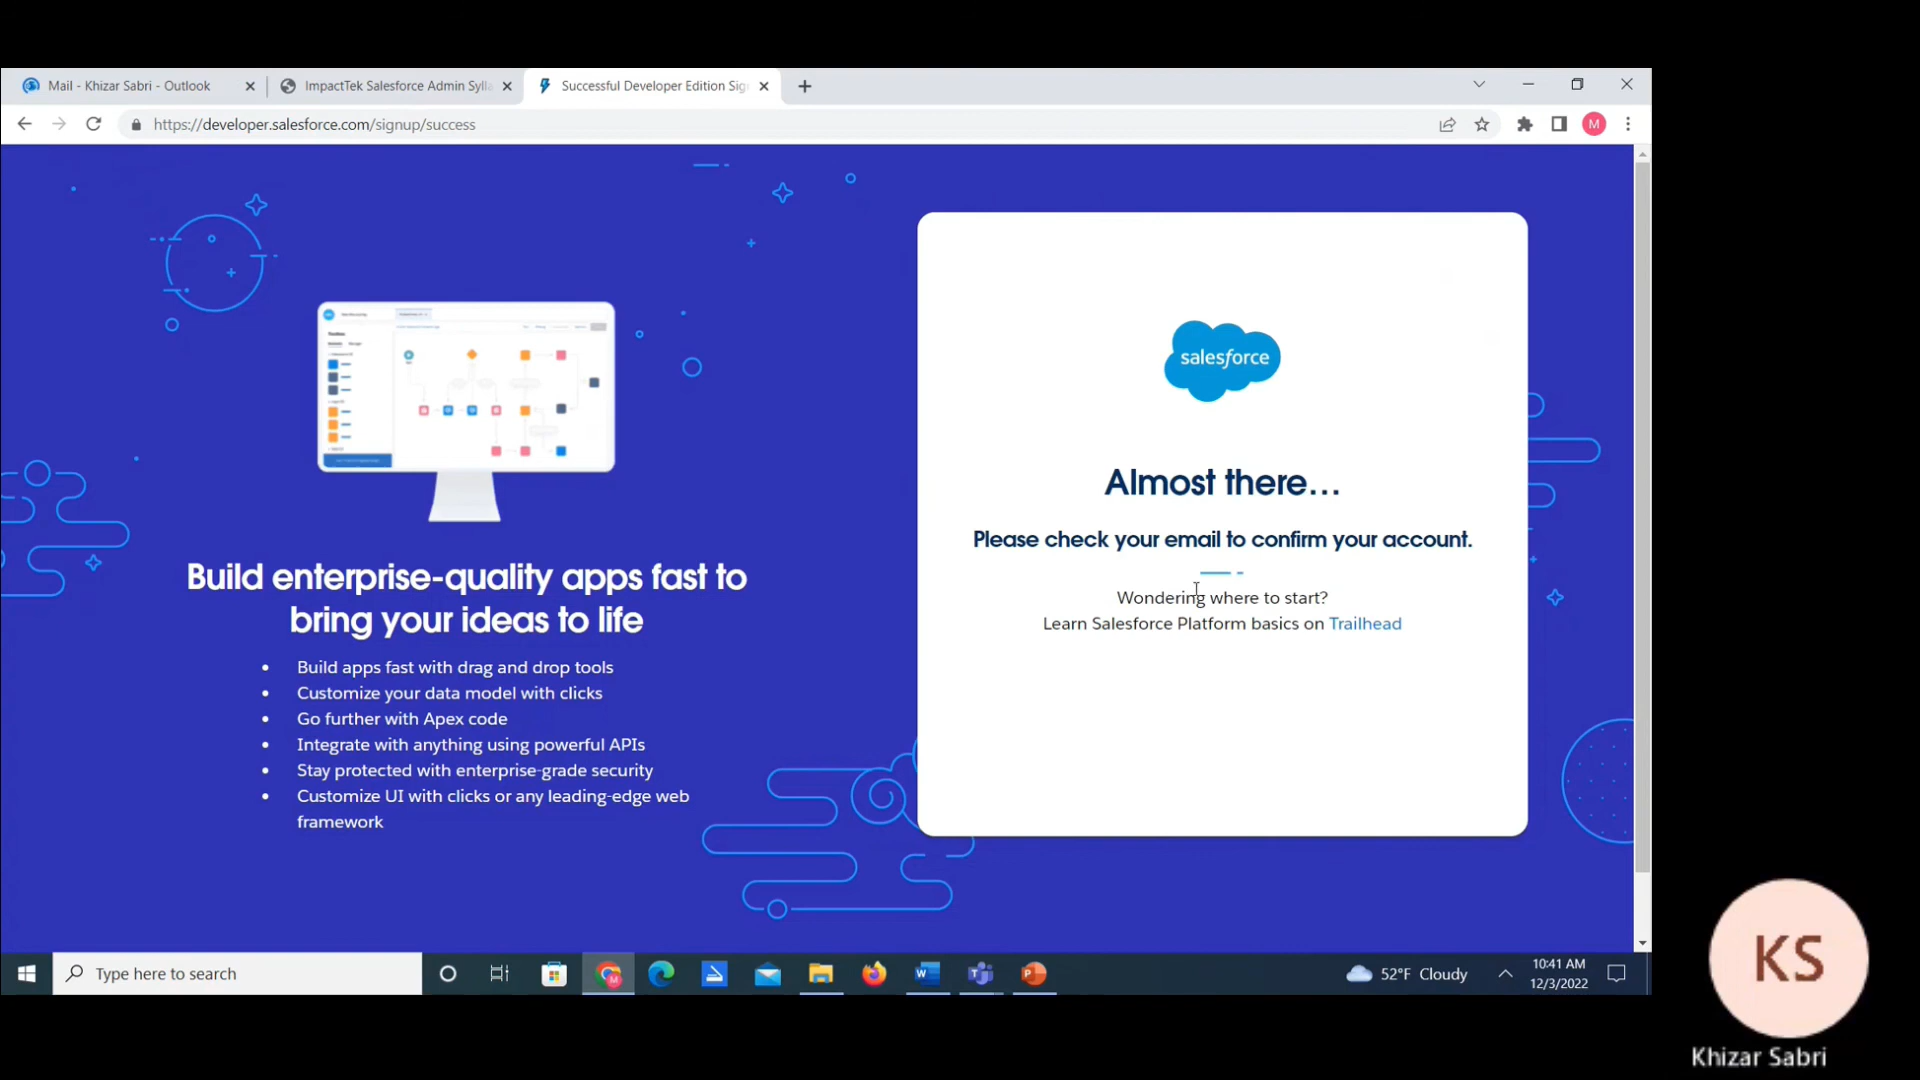 Mail - Khizar Sabri - Outlook
ImpactTek Salesforce Admin Sylla
Successful Developer Edition Sig
https://developer.salesforce.com/signup/success
M
salesforce
Almost there...
Please check your email to confirm your account.
Wondering where to start?
Learn Salesforce Platform basics on Trailhead
Build enterprise-quality apps fast to
bring your ideas to life
• Build apps fast with drag and drop tools
• Customize your data model with clicks
• Go further with Apex code
• Integrate with anything using powerful APIs
• Stay protected with enterprise-grade security
• Customize UI with clicks or any leading-edge web
framework
Type here to search
52°F Cloudy
10:41 AM
12/3/2022
KS
Khizar Sabri